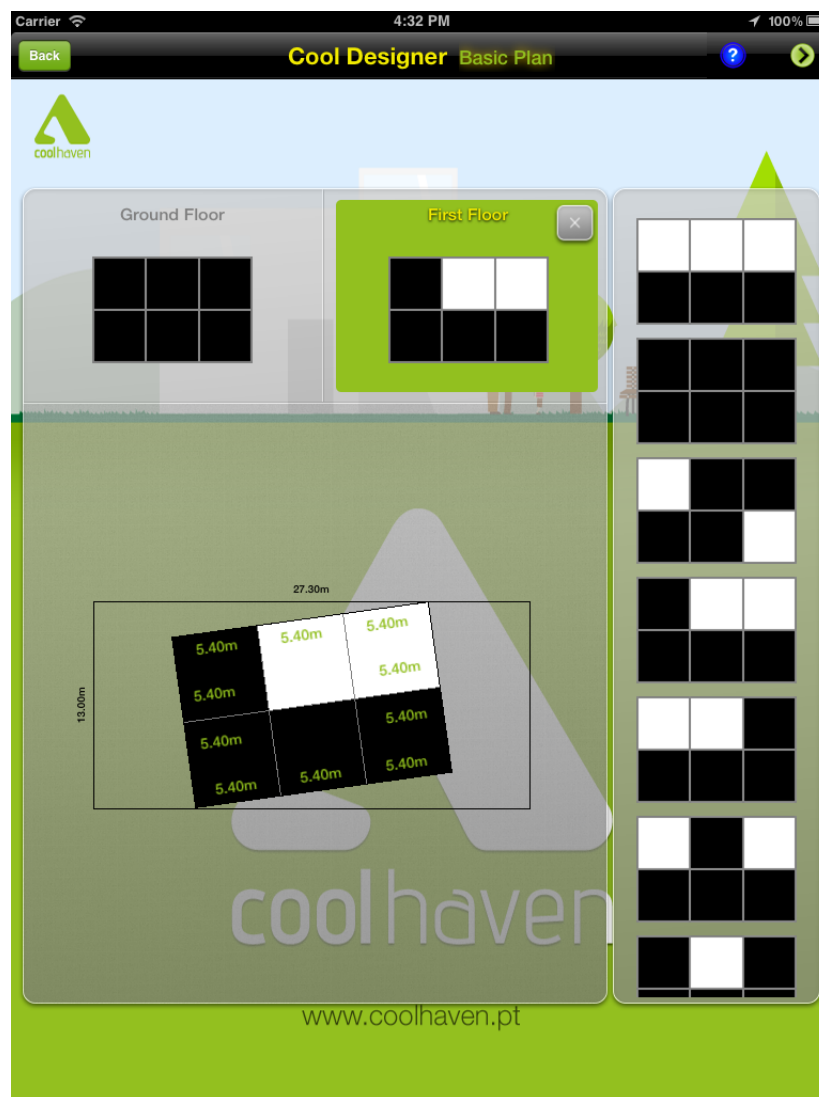 Carrier 4:32 PM 100%
Back Cool Designer Basic Plan ?
coolhaven
Ground Floor First Floor
27.30m
13.00m
5.40m 5.40m 5.40m
5.40m 5.40m
5.40m 5.40m
5.40m 5.40m 5.40m
coolhaven
www.coolhaven.pt